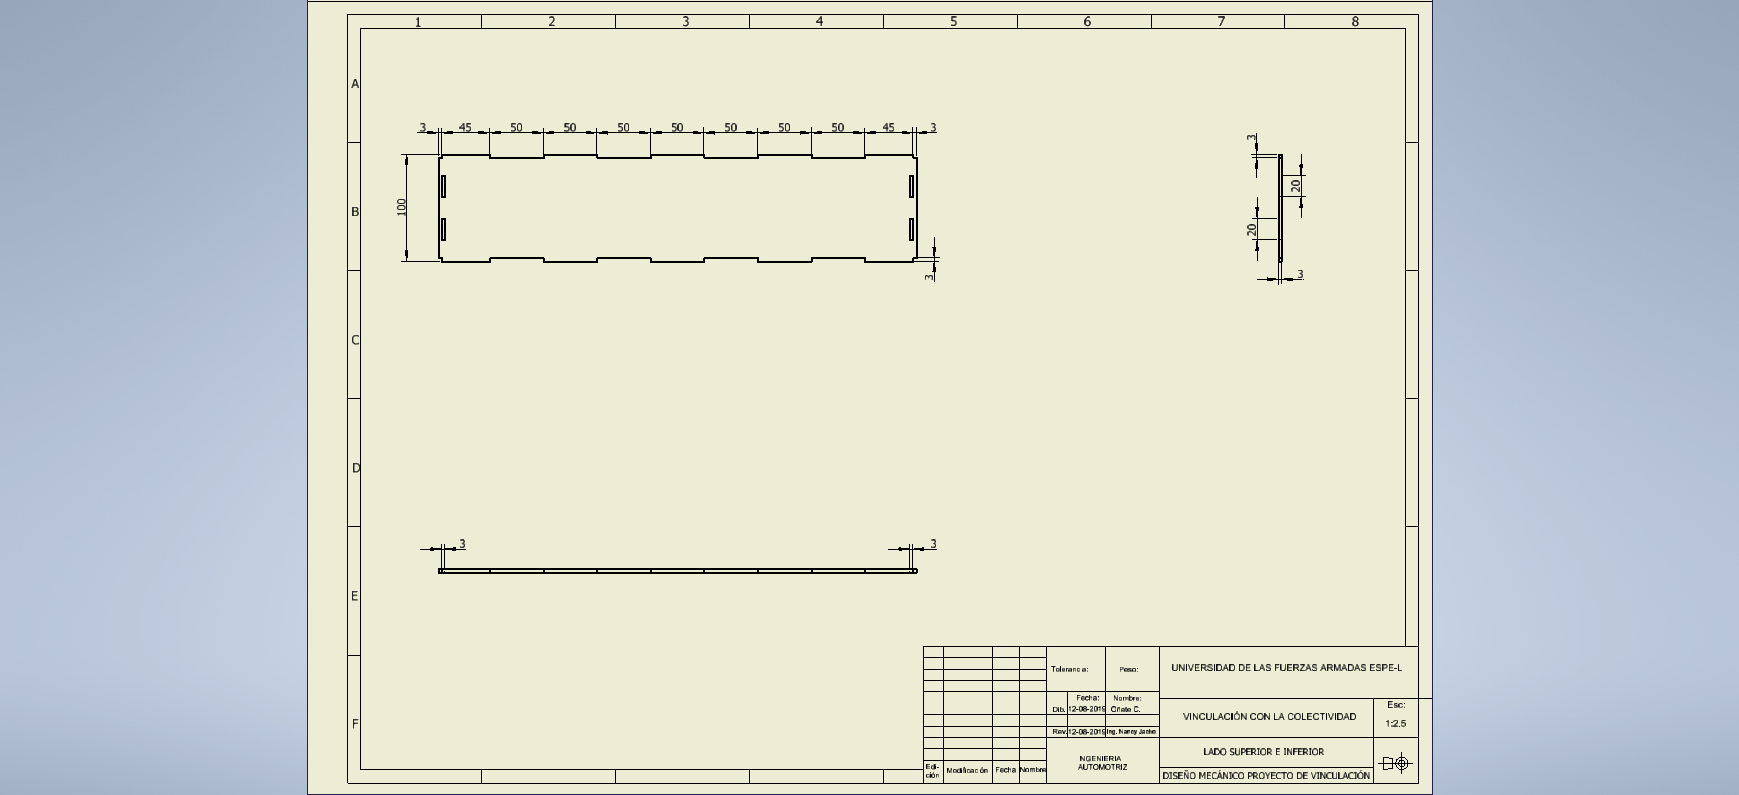 1 2 3 4 5 6 7 8
A
3 45 50 50 50 50 50 50 50 45 3
3
20
B
100
20
3
3
C
D
3 3
E
F
Tolerancia: Peso:
UNIVERSIDAD DE LAS FUERZAS ARMADAS ESPE-L
Fecha: Nombre:
Dib. 12-08-2019 Oñate C.
Rev. 12-08-2019 Ing. Nancy
VINCULACIÓN CON LA COLECTIVIDAD
Esc:
1:2.5
INGENIERIA
AUTOMOTRIZ
LADO SUPERIOR E INFERIOR
DISEÑO MECÁNICO PROYECTO DE VINCULACIÓN
Edi-
ción Modificación Fecha Nombre